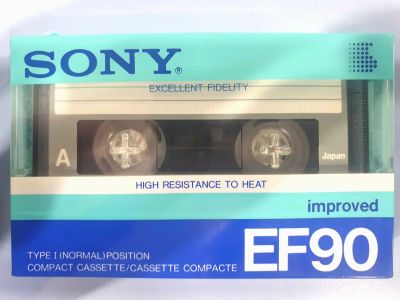 SONY®
EXCELLENT FIDELITY
A
Japan
HIGH RESISTANCE TO HEAT
improved
TYPE I (NORMAL) POSITION
COMPACT CASSETTE/CASSETTE COMPACTE
EF90